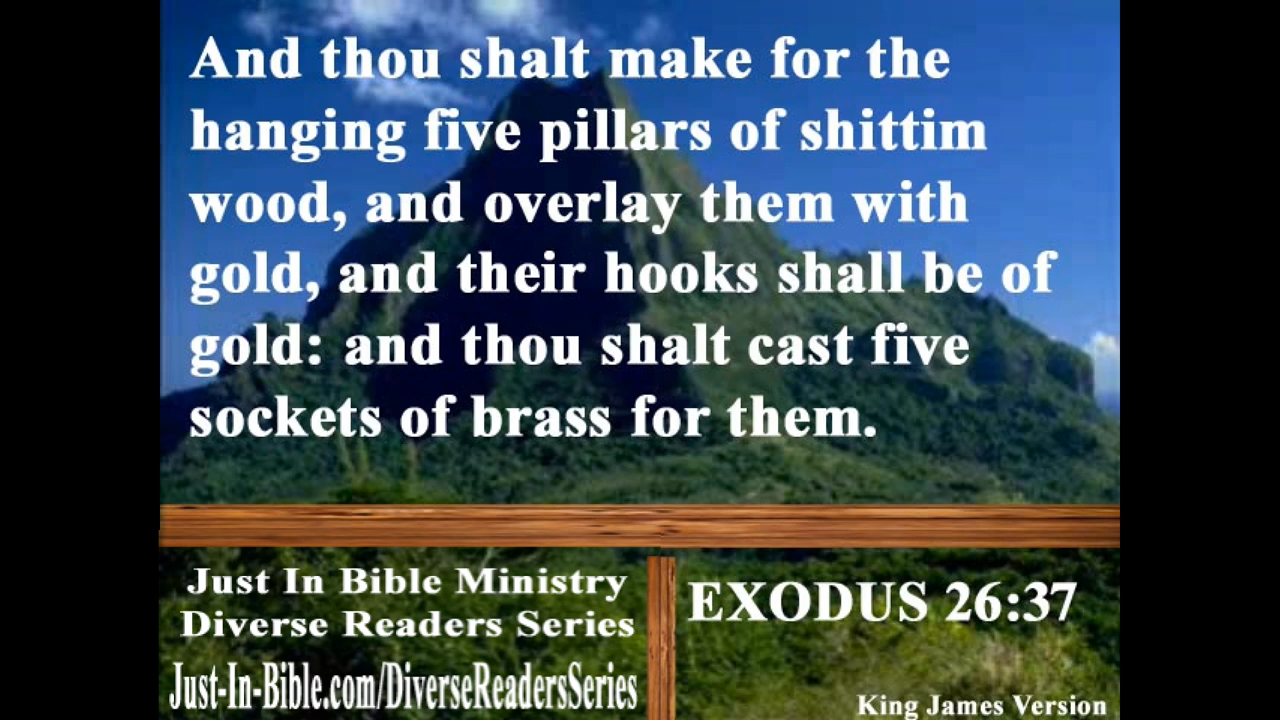 And thou shalt make for the
hanging five pillars of shittim
wood, and overlay them with
gold, and their hooks shall be of
gold: and thou shalt cast five
sockets of brass for them.
Just In Bible Ministry
Diverse Readers Series
Just-In-Bible.com/DiverseReadersSeries
EXODUS 26:37
King James Version